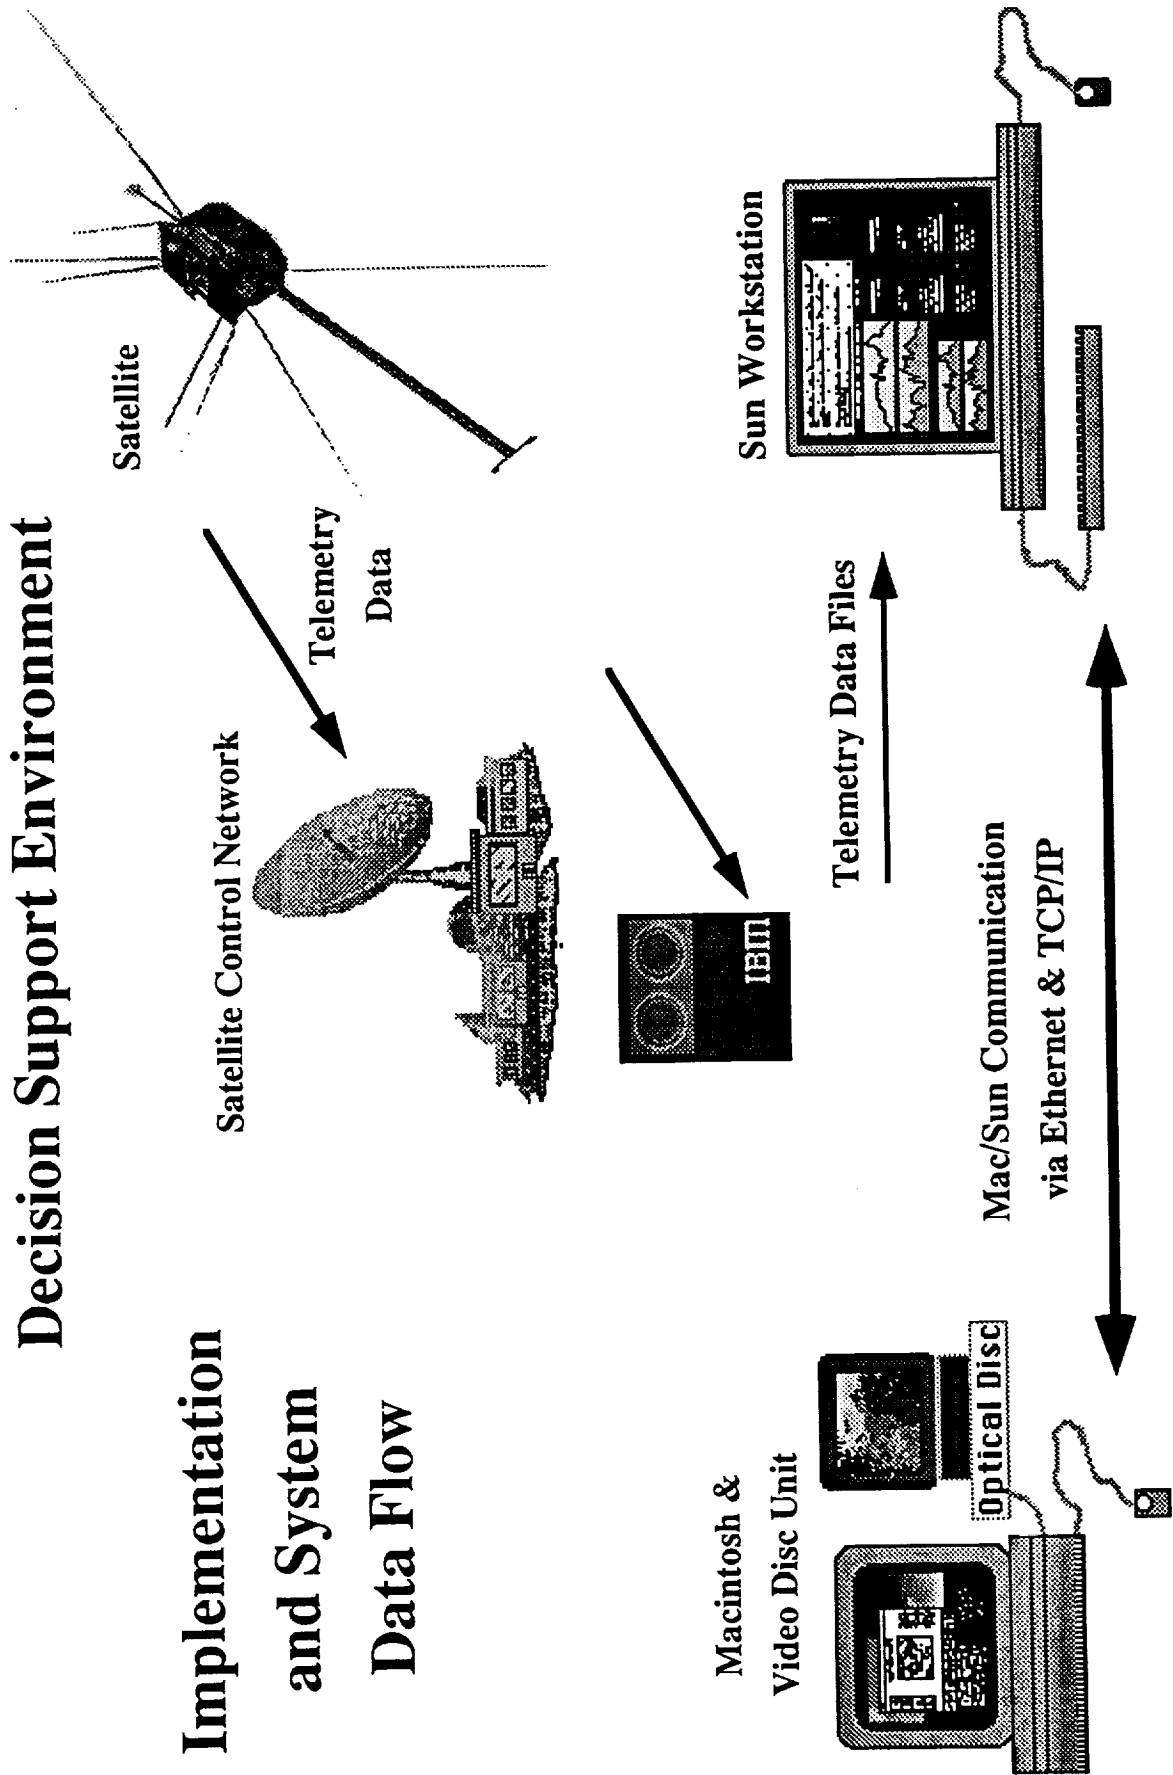 Decision Support Environment
Implementation
and System
Data Flow
Satellite
Satellite Control Network
Telemetry
Data
IBM
Telemetry Data Files
Sun Workstation
Macintosh &
Video Disc Unit
Optical Disc
Mac/Sun Communication
via Ethernet & TCP/IP